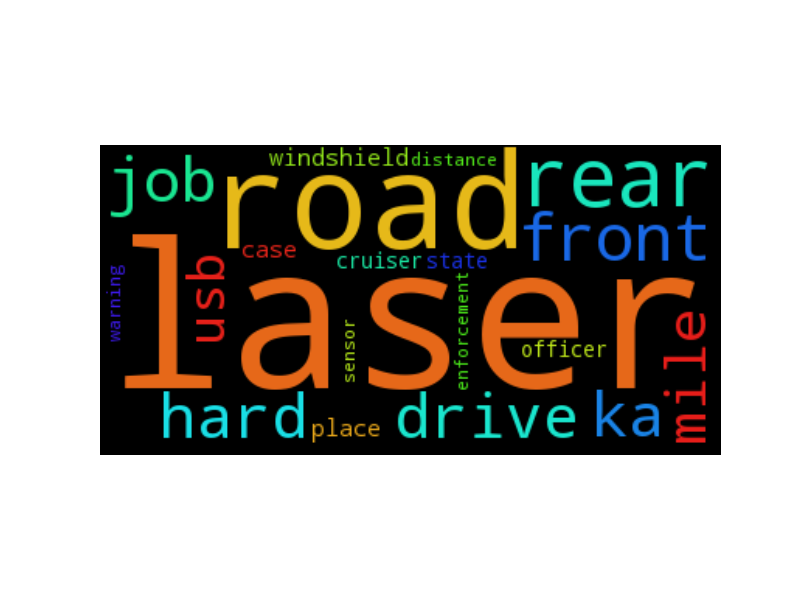 windshield distance
job road rear
front
case
cruiser state
warning usb laser
sensor enforcement officer mile
hard place drive ka